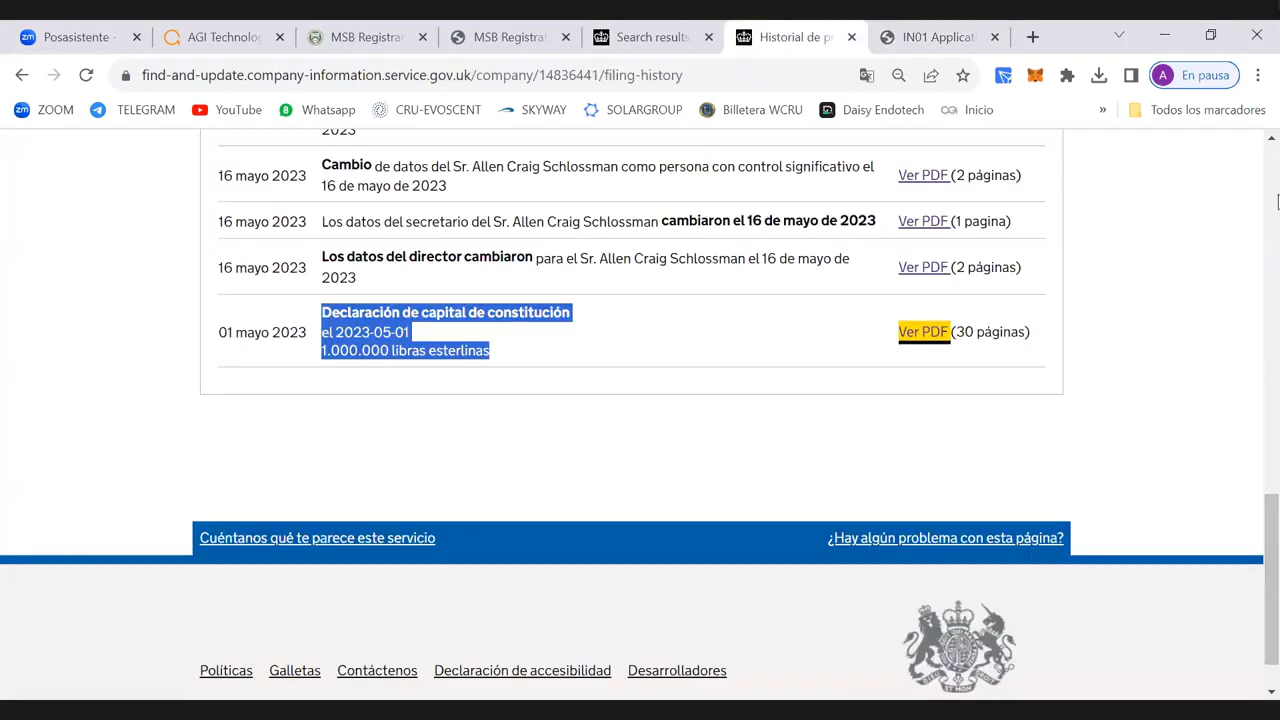 Posasistente -
AGI Technolog
MSB Registrar
MSB Registrat
Search results
Historial de pr
IN01 Applicati
find-and-update.company-information.service.gov.uk/company/14836441/filing-history
A En pausa
ZOOM
TELEGRAM
YouTube
Whatsapp
CRU-EVOSCENT
SKYWAY
SOLARGROUP
Billetera WCRU
Daisy Endotech
Inicio
»
Todos los marcadores
2023
16 mayo 2023
Cambio de datos del Sr. Allen Craig Schlossman como persona con control significativo el
16 de mayo de 2023
Ver PDF (2 páginas)
16 mayo 2023
Los datos del secretario del Sr. Allen Craig Schlossman cambiaron el 16 de mayo de 2023
Ver PDF (1 pagina)
16 mayo 2023
Los datos del director cambiaron para el Sr. Allen Craig Schlossman el 16 de mayo de
2023
Ver PDF (2 páginas)
01 mayo 2023
Declaración de capital de constitución
el 2023-05-01
1.000.000 libras esterlinas
Ver PDF (30 páginas)
Cuéntanos qué te parece este servicio
¿Hay algún problema con esta página?
Políticas
Galletas
Contáctenos
Declaración de accesibilidad
Desarrolladores